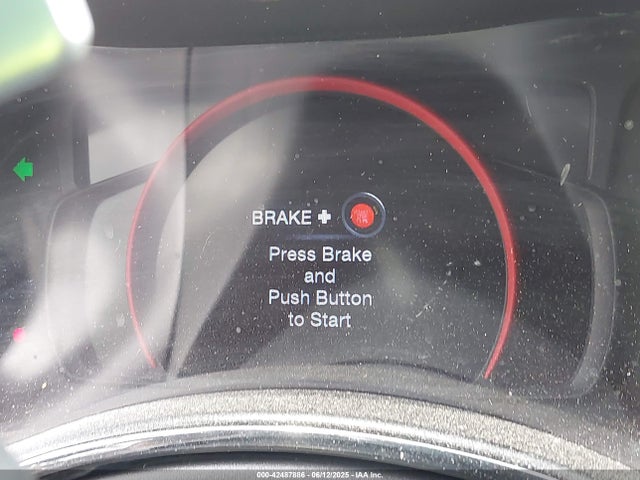 BRAKE +
Press Brake
and
Push Button
to Start
000-42487886 - 06/12/2025 - IAA Inc.